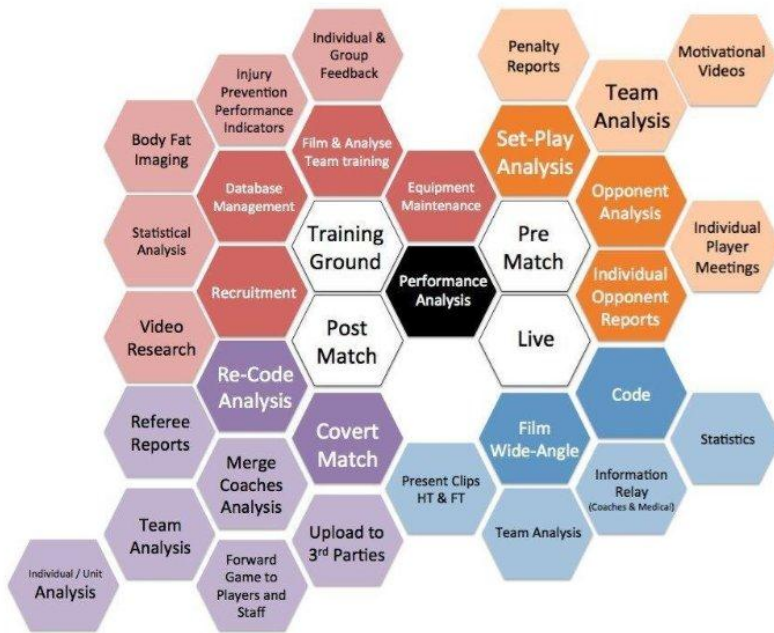 Individual &
Group
Feedback
Penalty
Reports
Motivational
Videos
Injury
Prevention
Performance
Indicators
Team
Analysis
Body Fat
Imaging
Film & Analyse
Team training
Set-Play
Analysis
Database
Management
Equipment
Maintenance
Opponent
Analysis
Statistical
Analysis
Training
Ground
Pre
Match
Individual
Player
Meetings
Recruitment
Performance
Analysis
Individual
Opponent
Reports
Video
Research
Post
Match
Live
Re-Code
Analysis
Code
Referee
Reports
Covert
Match
Film
Wide-Angle
Statistics
Merge
Coaches
Analysis
Present Clips
HT & FT
Information
Relay
(Coaches & Medical)
Team
Analysis
Upload to
3rd Parties
Team Analysis
Individual / Unit
Analysis
Forward
Game to
Players and
Staff